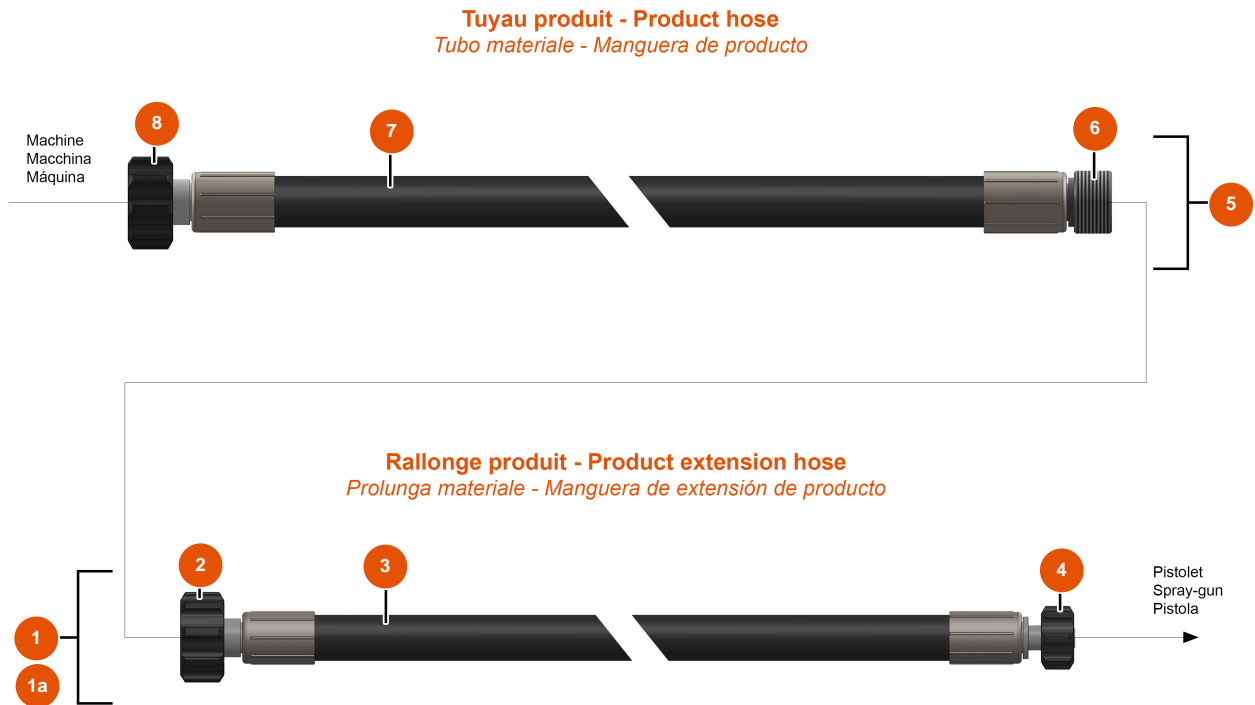 Tuyau produit - Product hose
Tubo materiale - Manguera de producto
8
7
6
Machine
Macchina
Máquina
5
Rallonge produit - Product extension hose
Prolunga materiale - Manguera de extensión de producto
2
3
4
Pistolet
Spray-gun
Pistola
1
1a